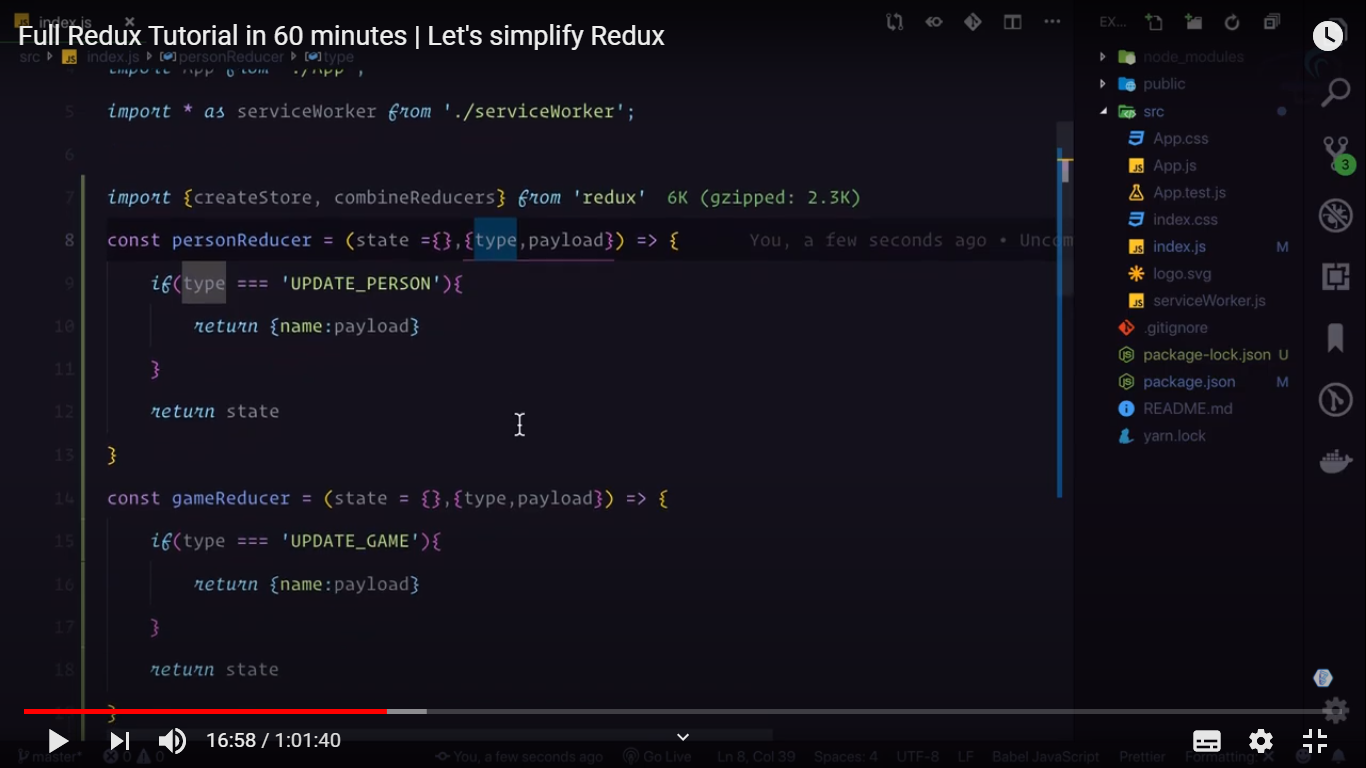 index.js
Full Redux Tutorial in 60 minutes | Let's simplify Redux
EX...
src index.js personReducer type
4 import App from './App';
5 import * as serviceWorker from './serviceWorker';
6
7 import {createStore, combineReducers} from 'redux' 6K (gzipped: 2.3K)
8 const personReducer = (state ={},{type,payload}) => { You, a few seconds ago • Uncom
9 if(type === 'UPDATE_PERSON'){
10 return {name:payload}
11 }
12 return state
13 }
14 const gameReducer = (state = {},{type,payload}) => {
15 if(type === 'UPDATE_GAME'){
16 return {name:payload}
17 }
18 return state
19 }
node_modules
public
src
App.css
App.js
App.test.js
index.css
index.js M
logo.svg
serviceWorker.js
.gitignore
package-lock.json U
package.json M
README.md
yarn.lock
3
16:58 / 1:01:40
master* 0 0 You, a few seconds ago Go Live Ln 8, Col 39 Spaces: 4 UTF-8 LF Babel JavaScript Prettier Formatting: ×